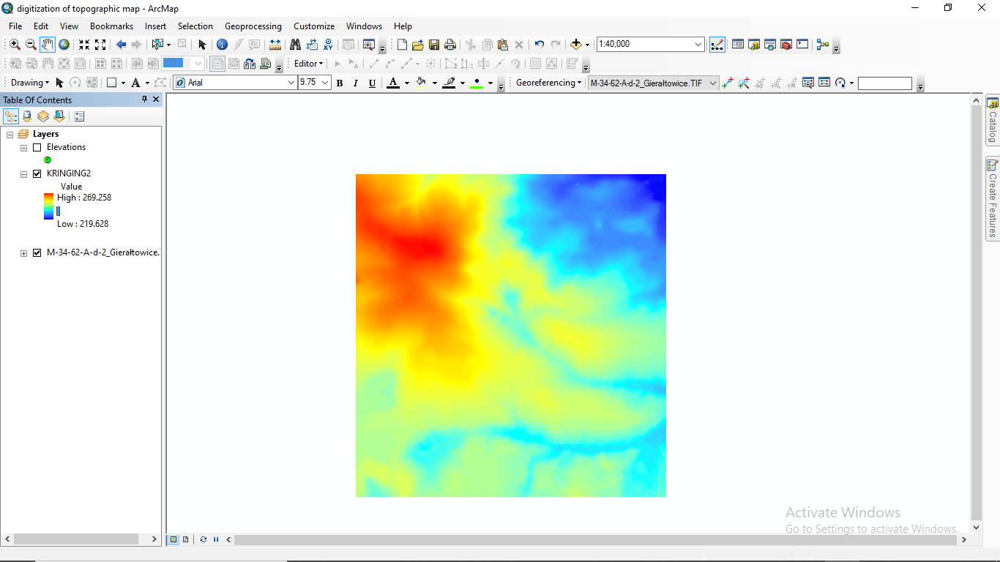 digitization of topographic map - ArcMap
File Edit View Bookmarks Insert Selection Geoprocessing Customize Windows Help
1:40,000
100%
Editor
Drawing
A
Arial
9.75
B I U A
Georeferencing
M-34-62-A-d-2_Gierałtowice.TIF
Table Of Contents
Layers
Elevations
KRINGING2
Value
High : 269.258
Low : 219.628
M-34-62-A-d-2_Gierałtowice.
Catalog
Create Features
Activate Windows
Go to Settings to activate Windows.